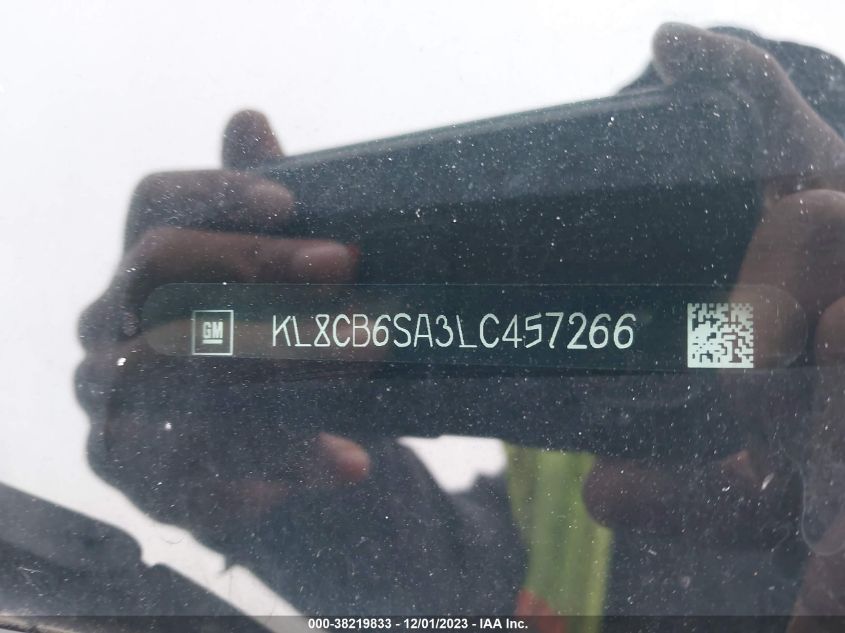 GM KL8CB6SA3LC457266
000-38219833 - 12/01/2023 - IAA Inc.